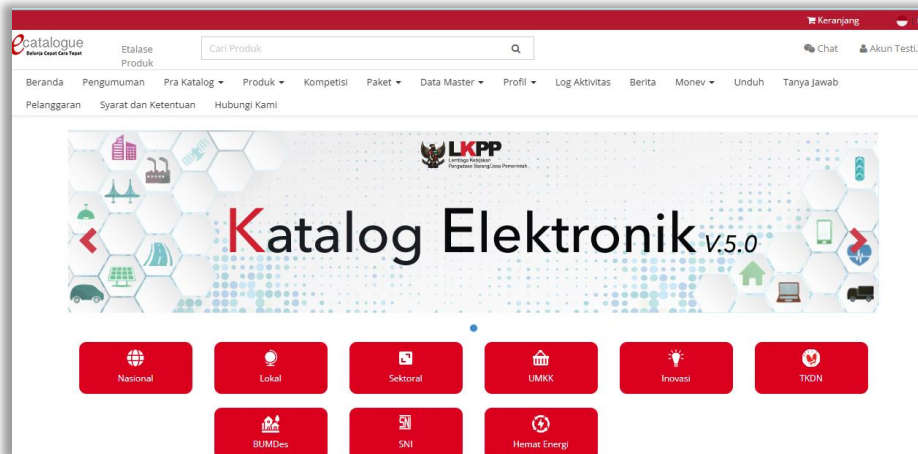 Keranjang
ecatalogue
Belanja Cepat Cara Tepat
Etalase
Produk
Cari Produk
Chat
Akun Testi..
Beranda Pengumuman Pra Katalog Produk Kompetisi Paket Data Master Profil Log Aktivitas Berita Monev Unduh Tanya Jawab
Pelanggaran Syarat dan Ketentuan Hubungi Kami
LKPP
Lembaga Kebijakan
Pengadaan Barang/Jasa Pemerintah
Katalog Elektronik V.5.0
Nasional Lokal Sektoral UMKK Inovasi TKDN
SNI
BUMDes SNI Hemat Energi